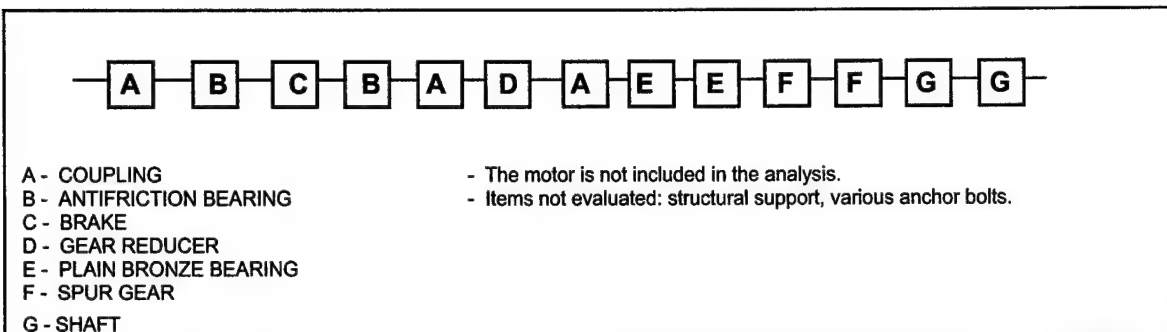 A B C B A D A E E F F G G
A - COUPLING
B - ANTIFRICTION BEARING
C - BRAKE
D - GEAR REDUCER
E - PLAIN BRONZE BEARING
F - SPUR GEAR
G - SHAFT
- The motor is not included in the analysis.
- Items not evaluated: structural support, various anchor bolts.